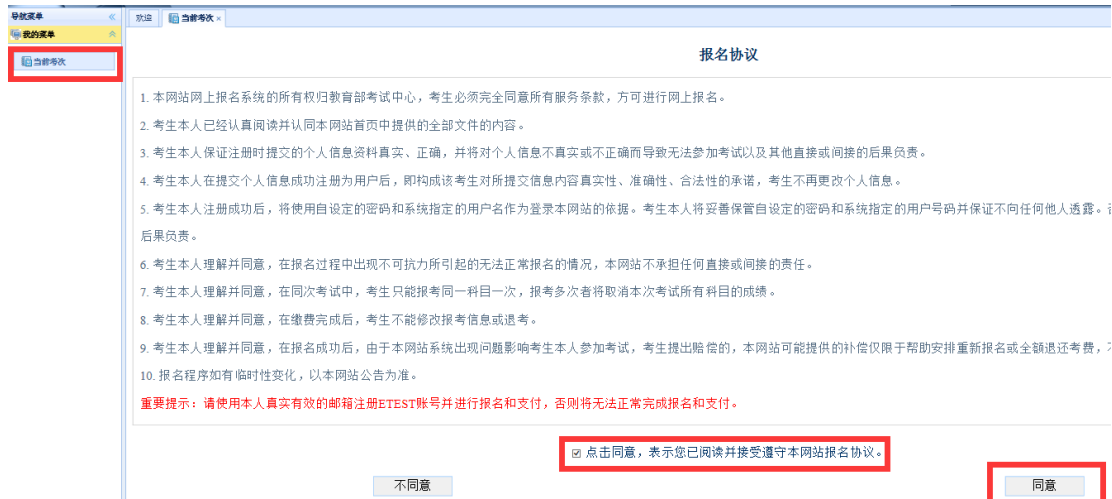 导航菜单
欢迎
当前考次
我的菜单
当前考次
报名协议
1. 本网站网上报名系统的所有权归教育部考试中心，考生必须完全同意所有服务条款，方可进行网上报名。
2. 考生本人已经认真阅读并认同本网站首页中提供的全部文件的内容。
3. 考生本人保证注册时提交的个人信息资料真实、正确，并将对个人信息不真实或不正确而导致无法参加考试以及其他直接或间接的后果负责。
4. 考生本人在提交个人信息成功注册为用户后，即构成该考生对所提交信息内容真实性、准确性、合法性的承诺，考生不再更改个人信息。
5. 考生本人注册成功后，将使用自设定的密码和系统指定的用户名作为登录本网站的依据。考生本人将妥善保管自设定的密码和系统指定的用户号码并保证不向任何他人透露。
后果负责。
6. 考生本人理解并同意，在报名过程中出现不可抗力所引起的无法正常报名的情况，本网站不承担任何直接或间接的责任。
7. 考生本人理解并同意，在同次考试中，考生只能报考同一科目一次，报考多次者将取消本次考试所有科目的成绩。
8. 考生本人理解并同意，在缴费完成后，考生不能修改报考信息或退考。
9. 考生本人理解并同意，在报名成功后，由于本网站系统出现问题影响考生本人参加考试，考生提出赔偿的，本网站可能提供的补偿仅限于帮助安排重新报名或全额退还考费，
10. 报名程序如有临时性变化，以本网站公告为准。
重要提示：请使用本人真实有效的邮箱注册ETEST账号并进行报名和支付，否则将无法正常完成报名和支付。
点击同意，表示您已阅读并接受遵守本网站报名协议。
不同意
同意